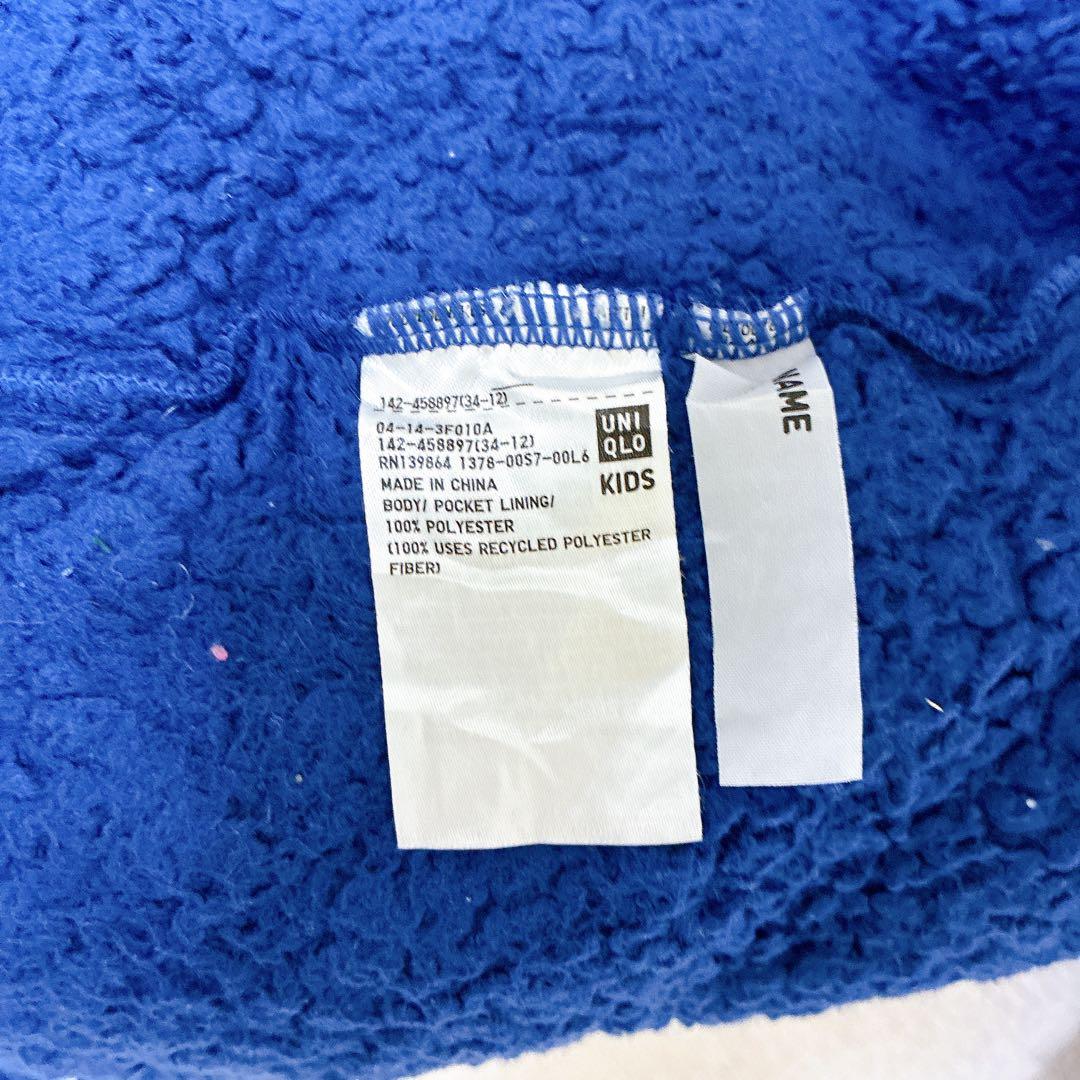 142-458897(34-12)
04-14-3F010A
142-458897(34-12)
RN139864 1378-00S7-00L6
MADE IN CHINA
BODY/ POCKET LINING/
100% POLYESTER
(100% USES RECYCLED POLYESTER
FIBER)
UNI
QLO
KIDS
NAME